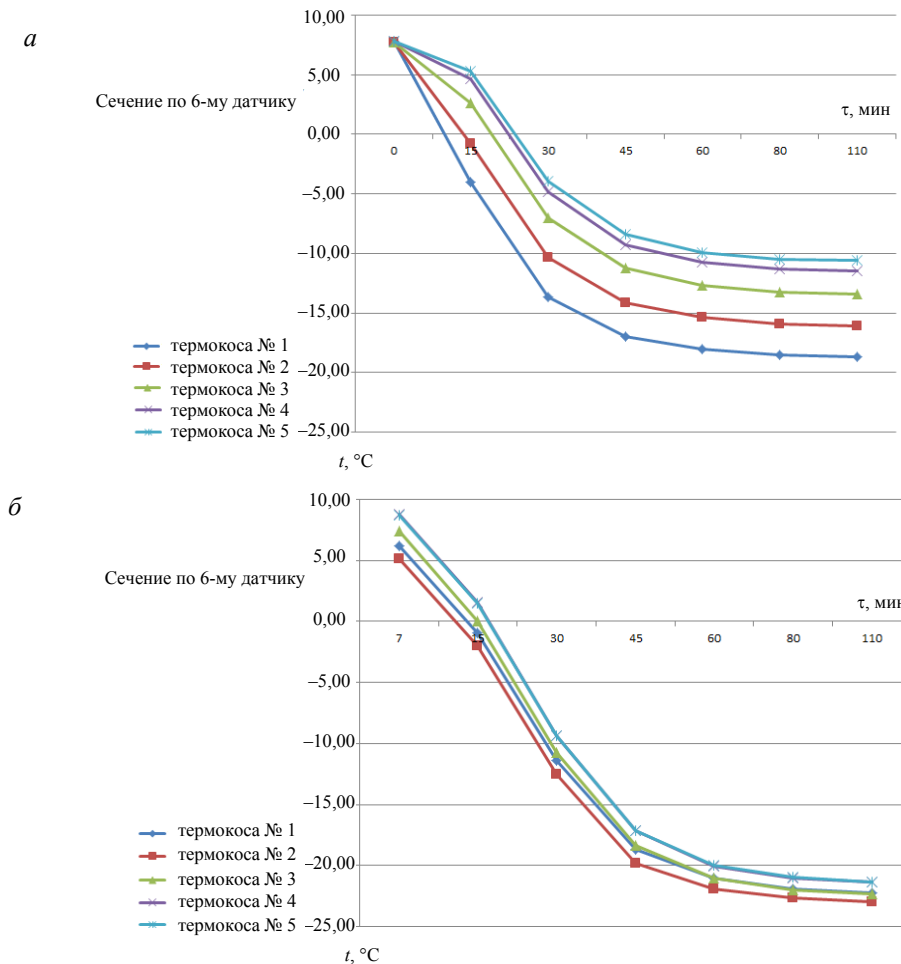 а
10,00
5,00
Сечение по 6-му датчику
τ, мин
0,00
0 15 30 45 60 80 110
–5,00
–10,00
–15,00
–20,00
–25,00
термокоса № 1
термокоса № 2
термокоса № 3
термокоса № 4
термокоса № 5
t, °C
б
10,00
5,00
Сечение по 6-му датчику
τ, мин
0,00
7 15 30 45 60 80 110
–5,00
–10,00
–15,00
–20,00
–25,00
термокоса № 1
термокоса № 2
термокоса № 3
термокоса № 4
термокоса № 5
t, °C